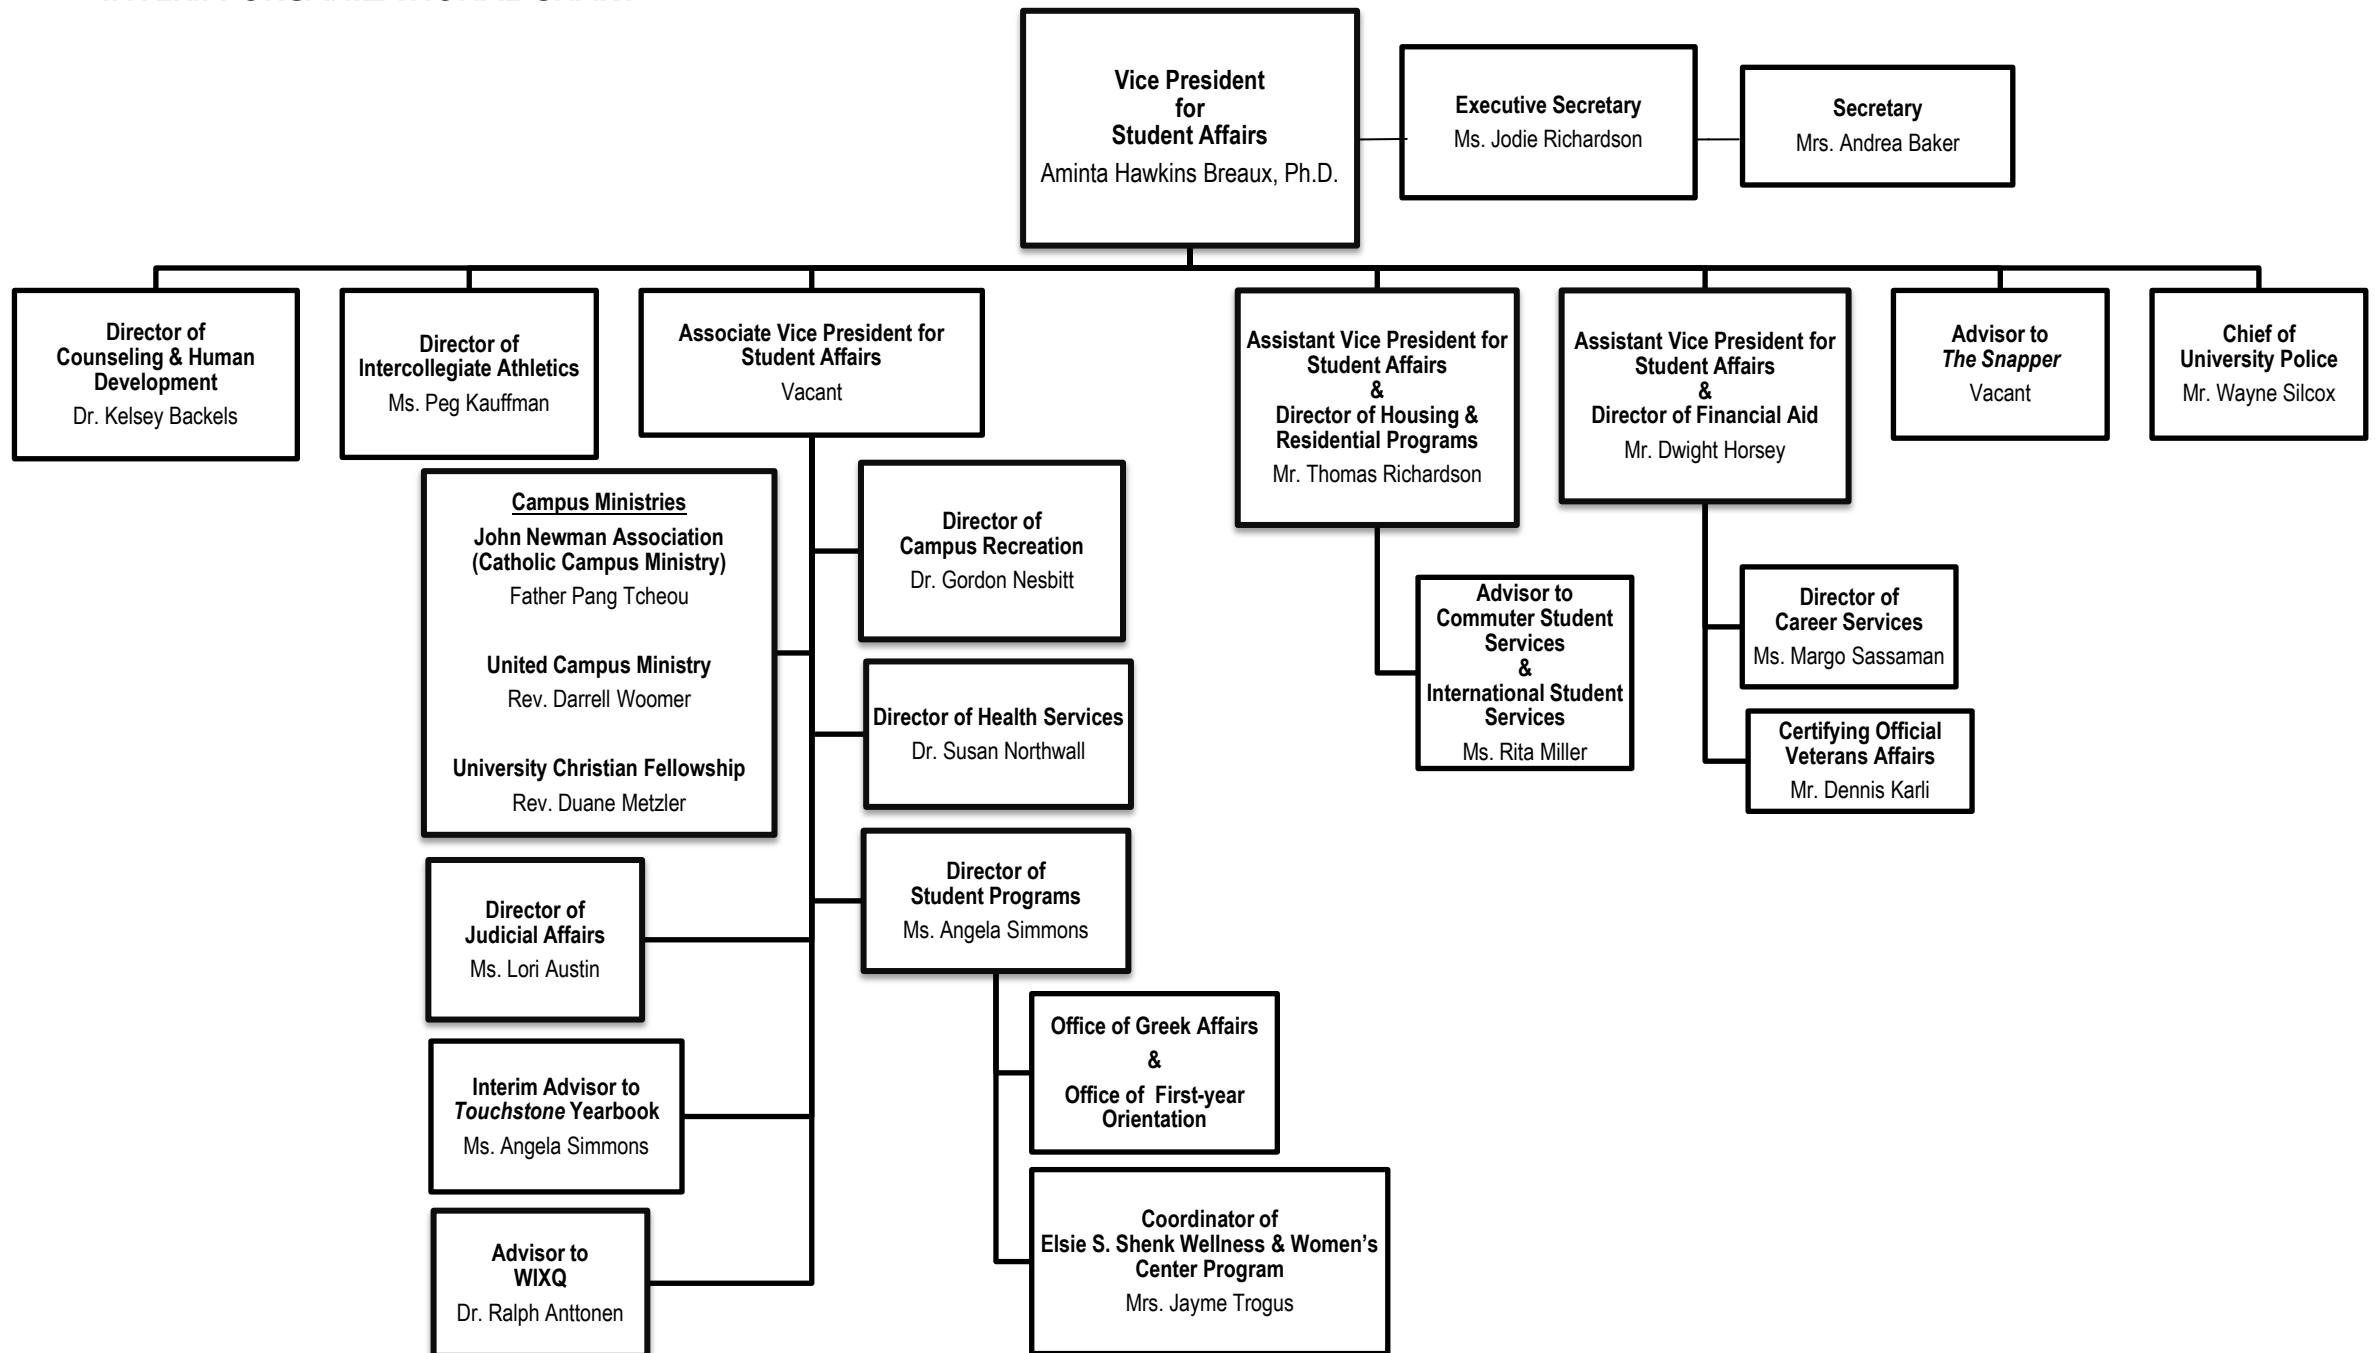 Vice President
for
Student Affairs
Aminta Hawkins Breaux, Ph.D.
Executive Secretary
Ms. Jodie Richardson
Secretary
Mrs. Andrea Baker
Director of
Counseling & Human
Development
Dr. Kelsey Backels
Director of
Intercollegiate Athletics
Ms. Peg Kauffman
Associate Vice President for
Student Affairs
Vacant
Assistant Vice President for
Student Affairs
&
Director of Housing &
Residential Programs
Mr. Thomas Richardson
Assistant Vice President for
Student Affairs
&
Director of Financial Aid
Mr. Dwight Horsey
Advisor to
The Snapper
Vacant
Chief of
University Police
Mr. Wayne Silcox
Campus Ministries
John Newman Association
(Catholic Campus Ministry)
Father Pang Tcheou
United Campus Ministry
Rev. Darrell Woomer
University Christian Fellowship
Rev. Duane Metzler
Director of
Campus Recreation
Dr. Gordon Nesbitt
Director of Health Services
Dr. Susan Northwall
Director of
Student Programs
Ms. Angela Simmons
Advisor to
Commuter Student
Services
&
International Student
Services
Ms. Rita Miller
Director of
Career Services
Ms. Margo Sassaman
Certifying Official
Veterans Affairs
Mr. Dennis Karli
Director of
Judicial Affairs
Ms. Lori Austin
Interim Advisor to
Touchstone Yearbook
Ms. Angela Simmons
Advisor to
WIXQ
Dr. Ralph Anttonen
Office of Greek Affairs
&
Office of First-year
Orientation
Coordinator of
Elsie S. Shenk Wellness & Women’s
Center Program
Mrs. Jayme Trogus